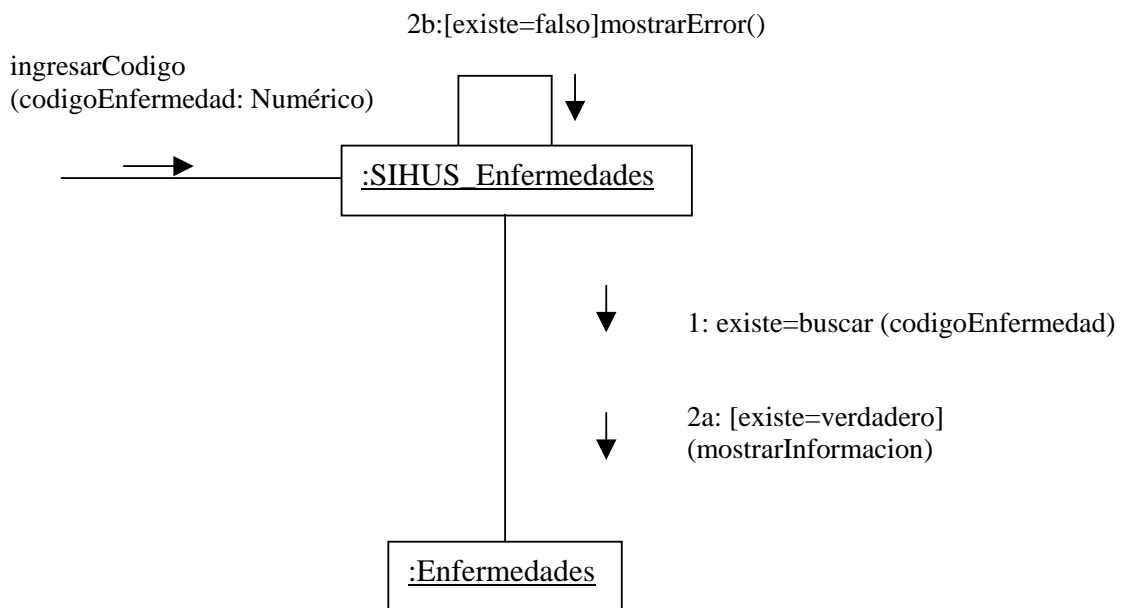 2b:[existe=falso]mostrarError()
ingresarCodigo
(codigoEnfermedad: Numérico)
:SIHUS_Enfermedades
1: existe=buscar (codigoEnfermedad)
2a: [existe=verdadero]
(mostrarInformacion)
:Enfermedades